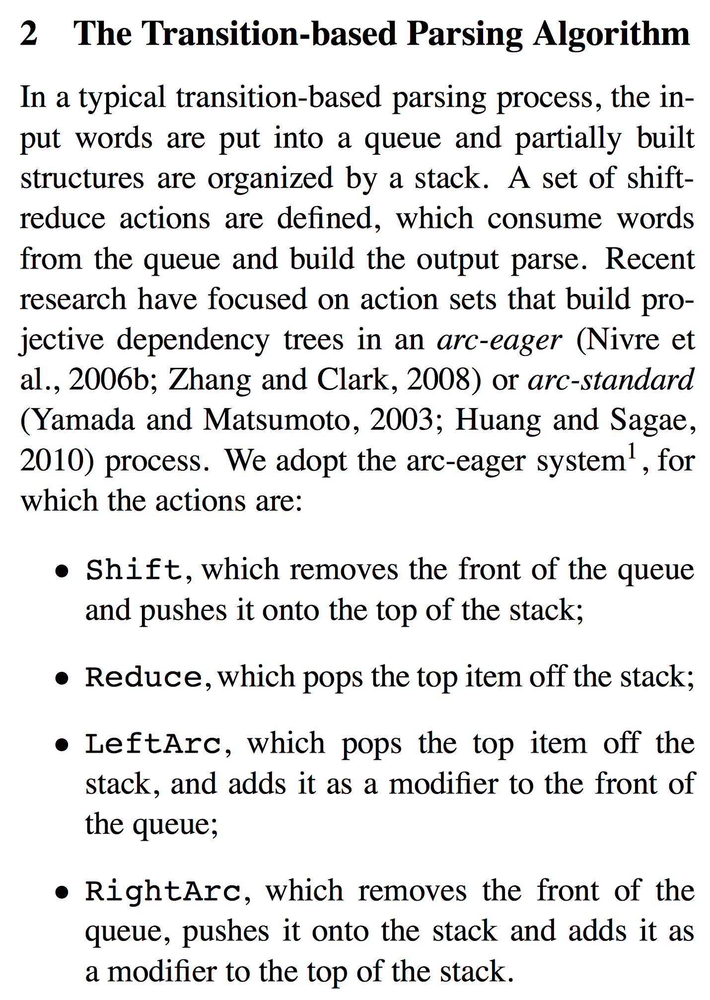 2 The Transition-based Parsing Algorithm
In a typical transition-based parsing process, the in-
put words are put into a queue and partially built
structures are organized by a stack. A set of shift-
reduce actions are defined, which consume words
from the queue and build the output parse. Recent
research have focused on action sets that build pro-
jective dependency trees in an arc-eager (Nivre et
al., 2006b; Zhang and Clark, 2008) or arc-standard
(Yamada and Matsumoto, 2003; Huang and Sagae,
2010) process. We adopt the arc-eager system¹, for
which the actions are:
• Shift, which removes the front of the queue
and pushes it onto the top of the stack;
• Reduce, which pops the top item off the stack;
• LeftArc, which pops the top item off the
stack, and adds it as a modifier to the front of
the queue;
• RightArc, which removes the front of the
queue, pushes it onto the stack and adds it as
a modifier to the top of the stack.